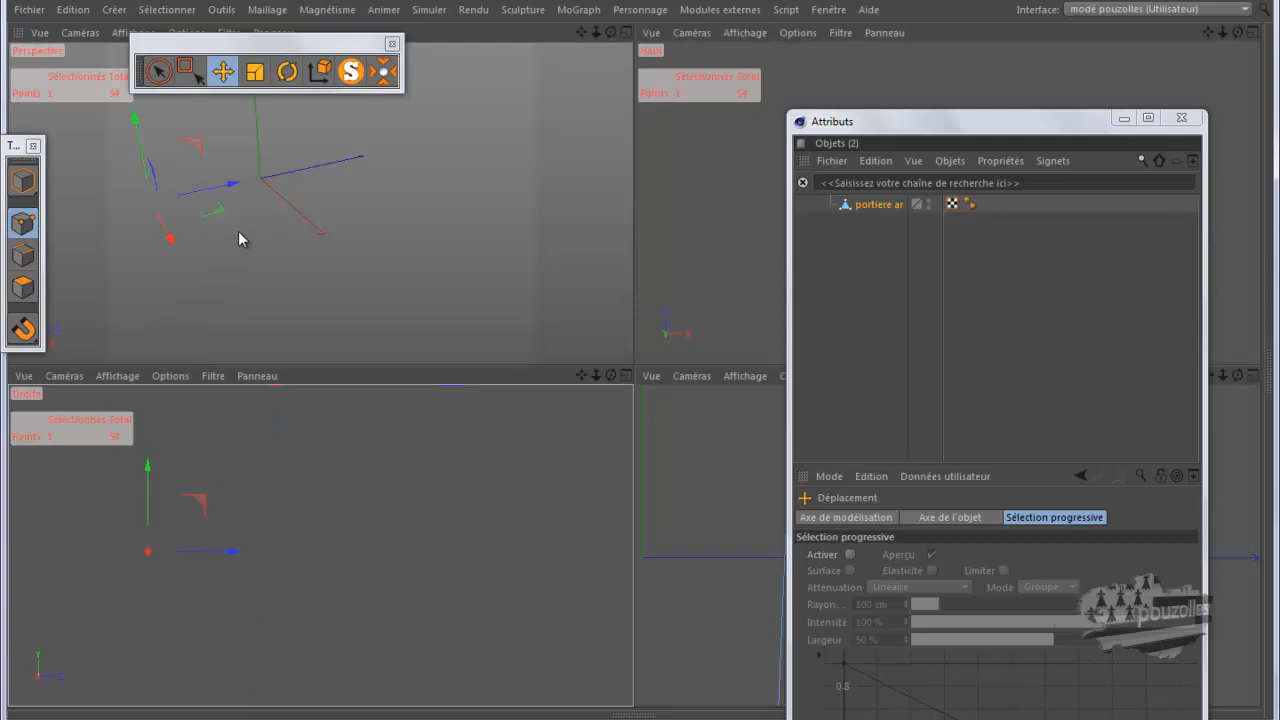 Fichier Edition Créer Sélectionner Outils Maillage Magnétisme Animer Simuler Rendu Sculpture MoGraph Personnage Modules externes Script Fenêtre Aide Interface: modé pouzolles (Utilisateur)
Vue Caméras
Vue Caméras Affichage Options Filtre Panneau
Perspective
Haut
Sélectionnés Total
Points 1 54
Sélectionnés Total
Points 1 54
Attributs
T...
Objets (2)
Fichier Edition Vue Objets Propriétés Signets
<<Saisissez votre chaîne de recherche ici>>
portiere ar
S
Y X
Vue Caméras Affichage Options Filtre Panneau
Vue Caméras Affichage
Droite
Sélectionnés Total
Points 1 54
Mode Edition Données utilisateur
Déplacement
Axe de modélisation Axe de l'objet Sélection progressive
Sélection progressive
Activer Aperçu
Surface Elasticité Limiter
Attenuation Linéaire Mode Groupe
Rayon... 100 cm
Intensité 100 %
Largeur 50 %
pouzolles
0.8
Y